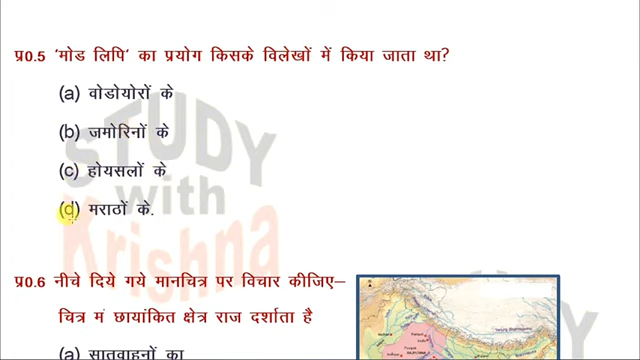 प्र0.5 'मोड लिपि' का प्रयोग किसके विलेखों में किया जाता था?
(a) वोडोयोरों के
(b) जमोरिनों के
(c) होयसलों के
(d) मराठों के.
STUDY
with
Krishna
प्र0.6 नीचे दिये गये मानचित्र पर विचार कीजिए–
चित्र मं छायांकित क्षेत्र राज दर्शाता है
(a) सातवाहनों का